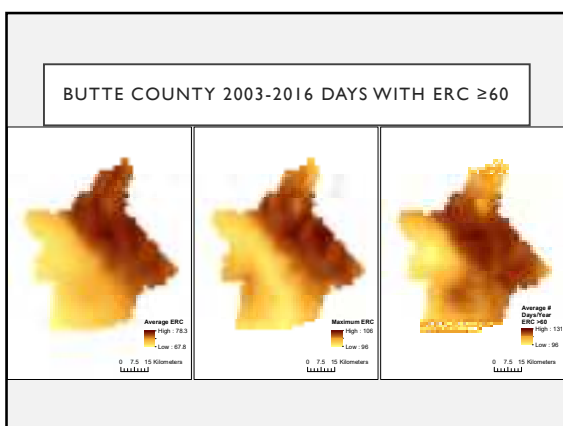 BUTTE COUNTY 2003-2016 DAYS WITH ERC ≥60
Average ERC
High : 78.3
Low : 67.8
0 7.5 15 Kilometers
Maximum ERC
High : 106
Low : 96
0 7.5 15 Kilometers
Average #
Days/Year
ERC >60
High : 131
Low : 96
0 7.5 15 Kilometers